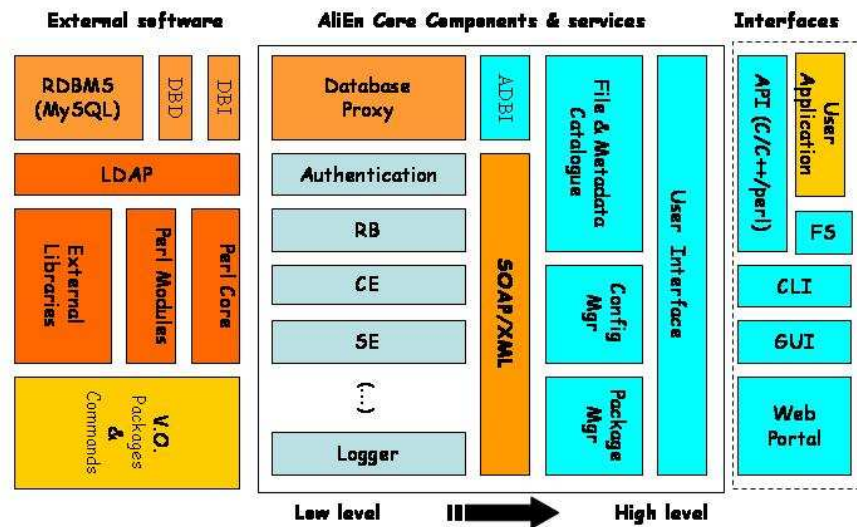 External software
AliEn Core Components & services
Interfaces
RDBMS
(MySQL)
DBD
DBI
LDAP
External
Libraries
Perl Modules
Perl Core
V.O.
&
Packages
Commands
Database
Proxy
Authentication
RB
CE
SE
(...)
Logger
ADBI
SOAP/XML
File & Metadata
Catalogue
Config
Mgr
Package
Mgr
User Interface
API (C/C++/perl)
User
Application
FS
CLI
GUI
Web
Portal
Low level
High level